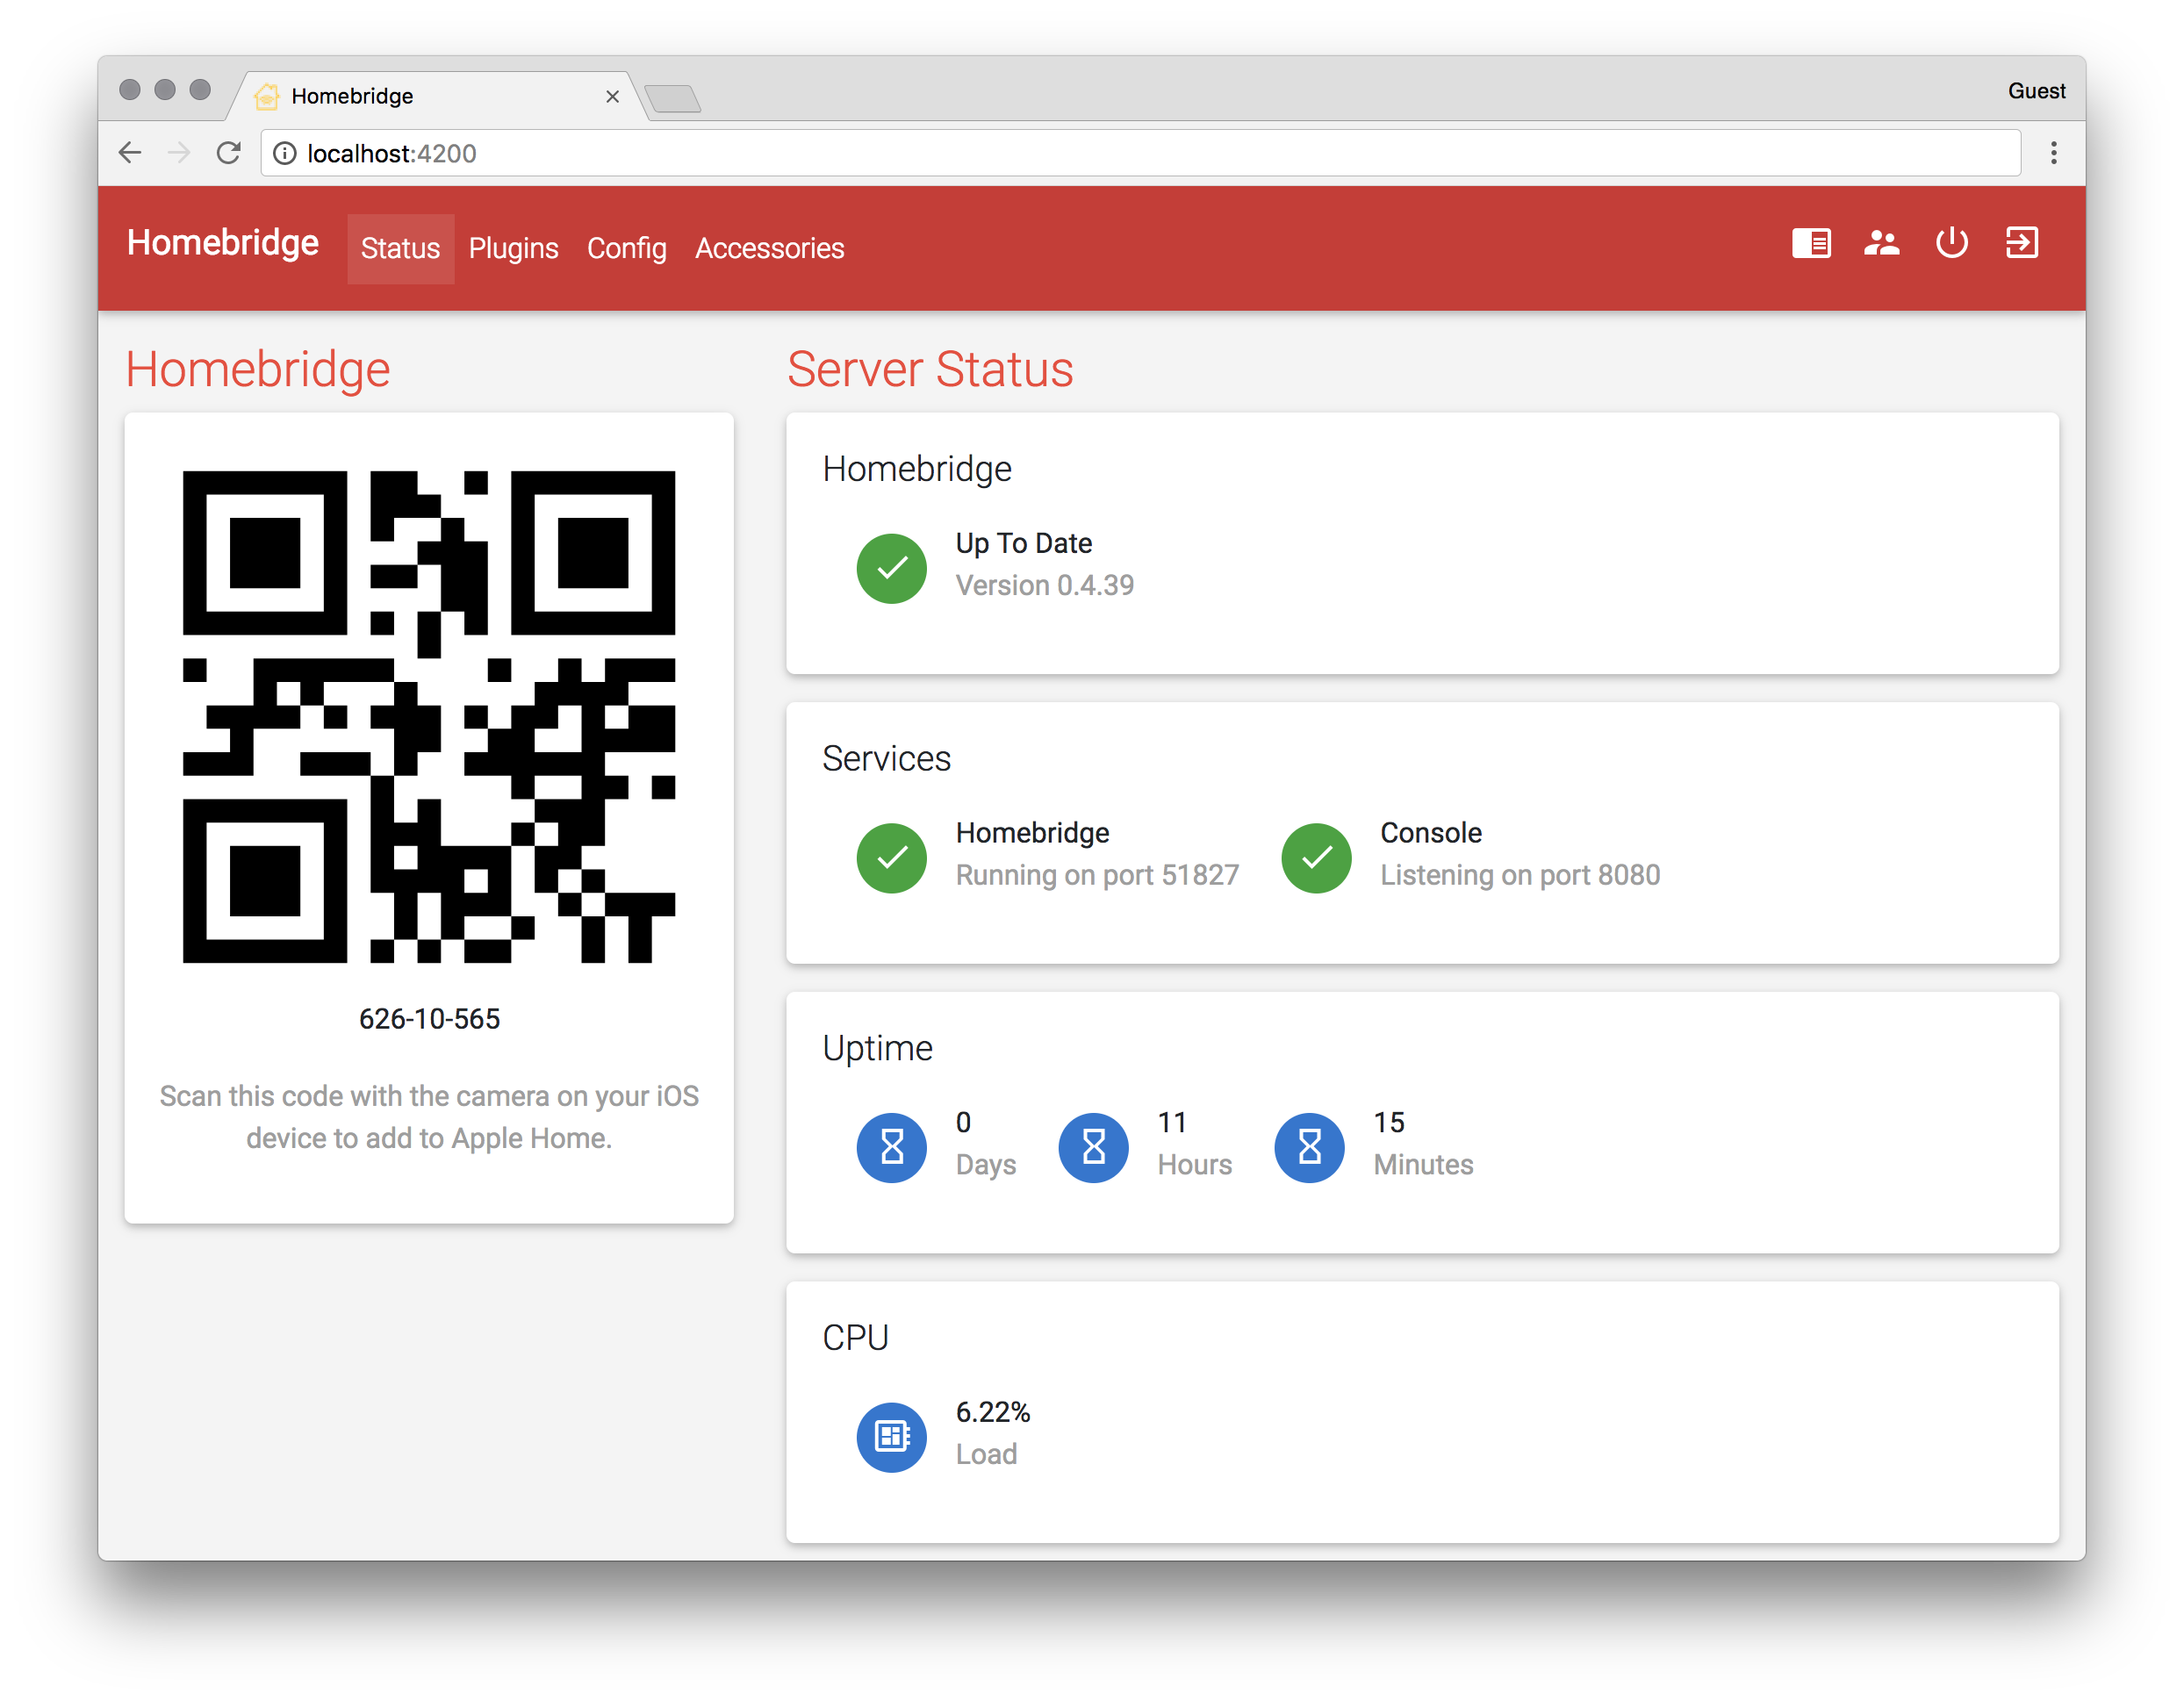 Homebridge
Guest
localhost:4200
Homebridge Status Plugins Config Accessories
Homebridge
626-10-565
Scan this code with the camera on your iOS
device to add to Apple Home.
Server Status
Homebridge
Up To Date
Version 0.4.39
Services
Homebridge
Running on port 51827
Console
Listening on port 8080
Uptime
0
Days
11
Hours
15
Minutes
CPU
6.22%
Load